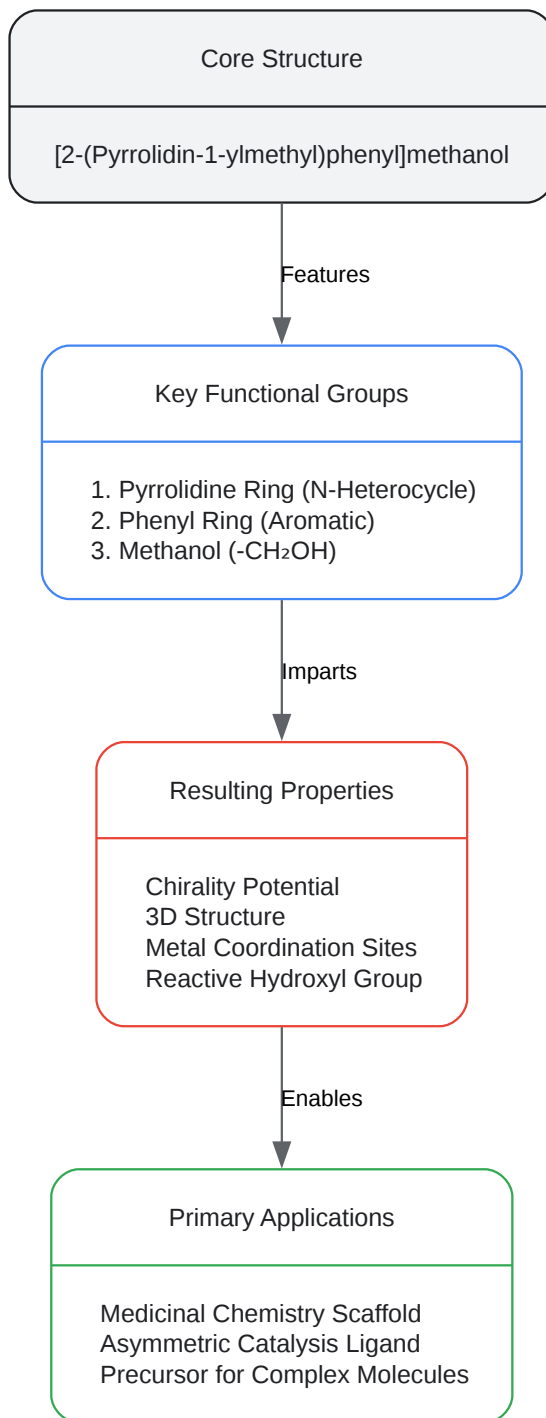 Core Structure
[2-(Pyrrolidin-1-ylmethyl)phenyl]methanol
Features
Key Functional Groups
1. Pyrrolidine Ring (N-Heterocycle)
2. Phenyl Ring (Aromatic)
3. Methanol (-CH₂OH)
Imparts
Resulting Properties
Chirality Potential
3D Structure
Metal Coordination Sites
Reactive Hydroxyl Group
Enables
Primary Applications
Medicinal Chemistry Scaffold
Asymmetric Catalysis Ligand
Precursor for Complex Molecules